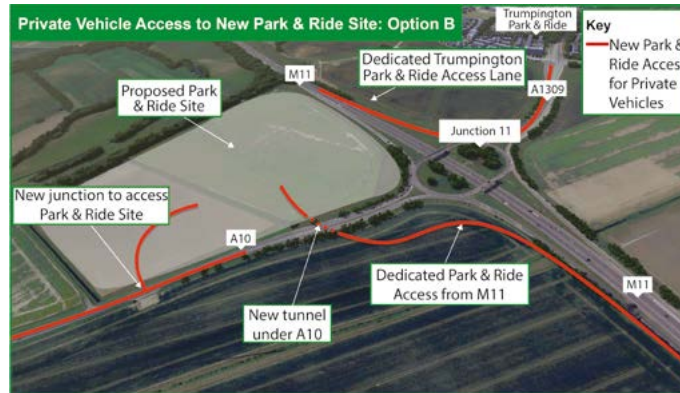 Private Vehicle Access to New Park & Ride Site: Option B
Trumpington
Park & Ride
Key
New Park &
Ride Access
for Private
Vehicles
Dedicated Trumpington
Park & Ride Access Lane
M11
A1309
Proposed Park
& Ride Site
Junction 11
New junction to access
Park & Ride Site
A10
M11
Dedicated Park & Ride
Access from M11
New tunnel
under A10